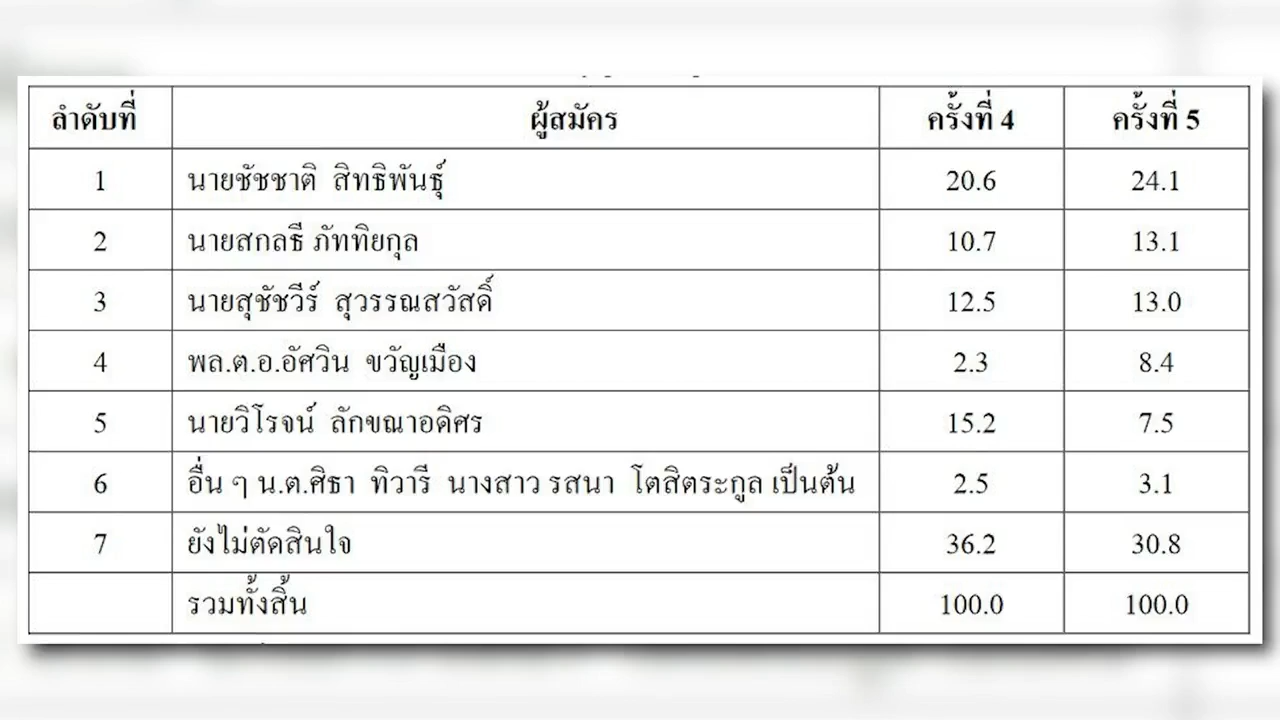 ลำดับที่ ผู้สมัคร ครั้งที่ 4 ครั้งที่ 5
1 นายชัชชาติ สิทธิพันธุ์ 20.6 24.1
2 นายสกลธี ภัททิยกุล 10.7 13.1
3 นายสุชัชวีร์ สุวรรณสวัสดิ์ 12.5 13.0
4 พล.ต.อ.อัศวิน ขวัญเมือง 2.3 8.4
5 นายวิโรจน์ ลักขณาอดิศร 15.2 7.5
6 อื่น ๆ น.ต.ศิธา ทิวารี นางสาว รสนา โตสิตระกูล เป็นต้น 2.5 3.1
7 ยังไม่ตัดสินใจ 36.2 30.8
รวมทั้งสิ้น 100.0 100.0